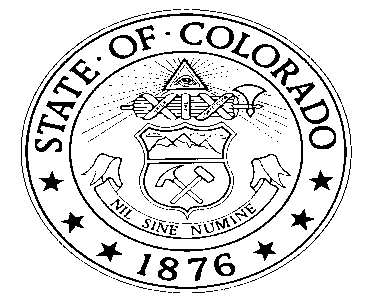 STATE · OF · COLORADO
NIL SINE NUMINE
1876